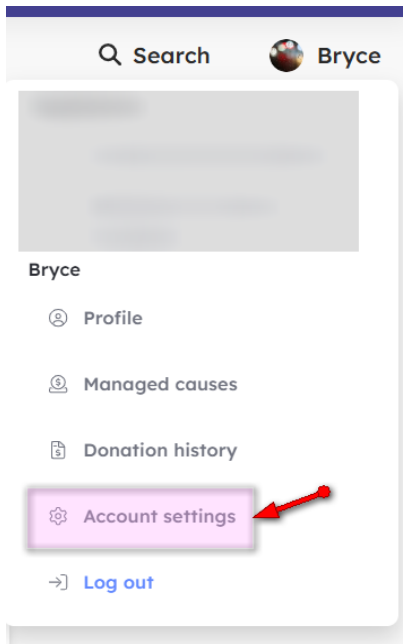 Search
Bryce
Bryce
Profile
Managed causes
Donation history
Account settings
Log out